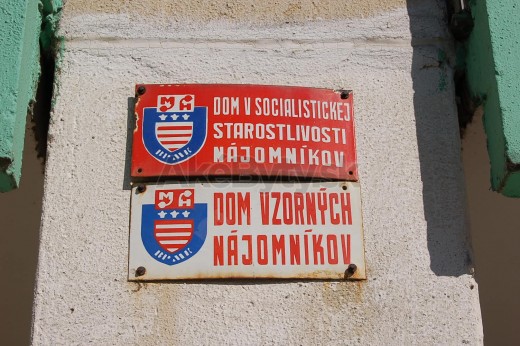 DOM V SOCIALISTICKEJ
STAROSTLIVOSTI
NÁJOMNÍKOV
DOM VZORNÝCH
NÁJOMNÍKOV